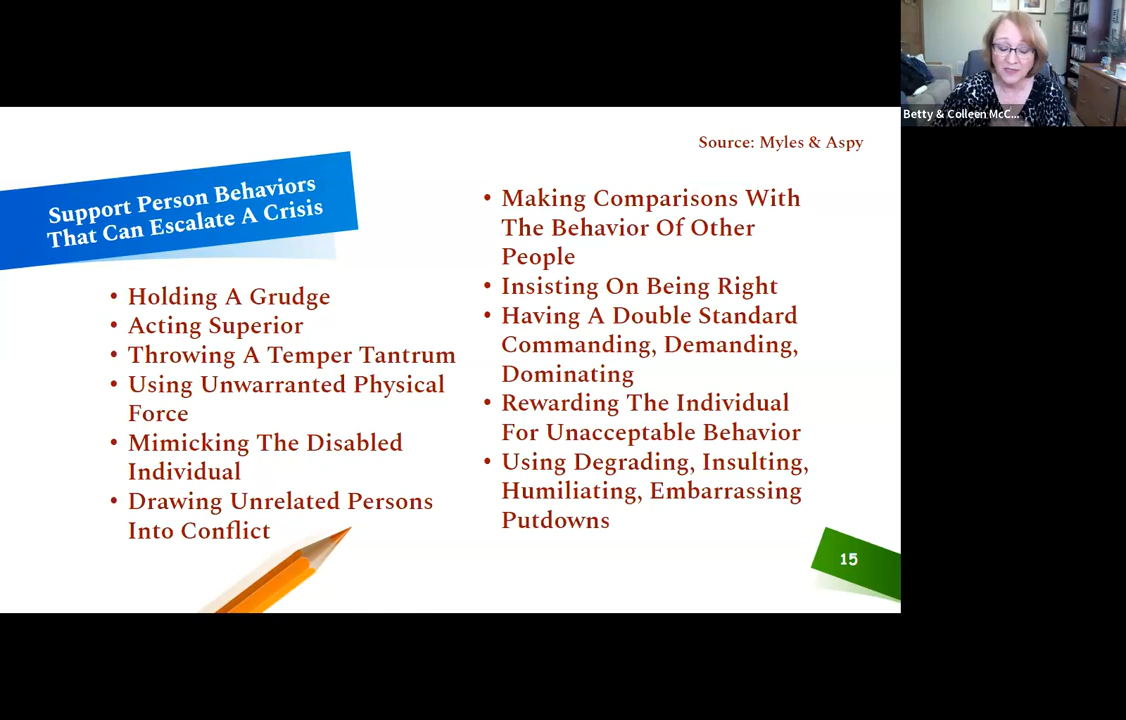 Betty & Colleen McC...
Source: Myles & Aspy
Support Person Behaviors
That Can Escalate A Crisis
• Holding A Grudge
• Acting Superior
• Throwing A Temper Tantrum
• Using Unwarranted Physical
Force
• Mimicking The Disabled
Individual
• Drawing Unrelated Persons
Into Conflict
• Making Comparisons With
The Behavior Of Other
People
• Insisting On Being Right
• Having A Double Standard
Commanding, Demanding,
Dominating
• Rewarding The Individual
For Unacceptable Behavior
• Using Degrading, Insulting,
Humiliating, Embarrassing
Putdowns
15